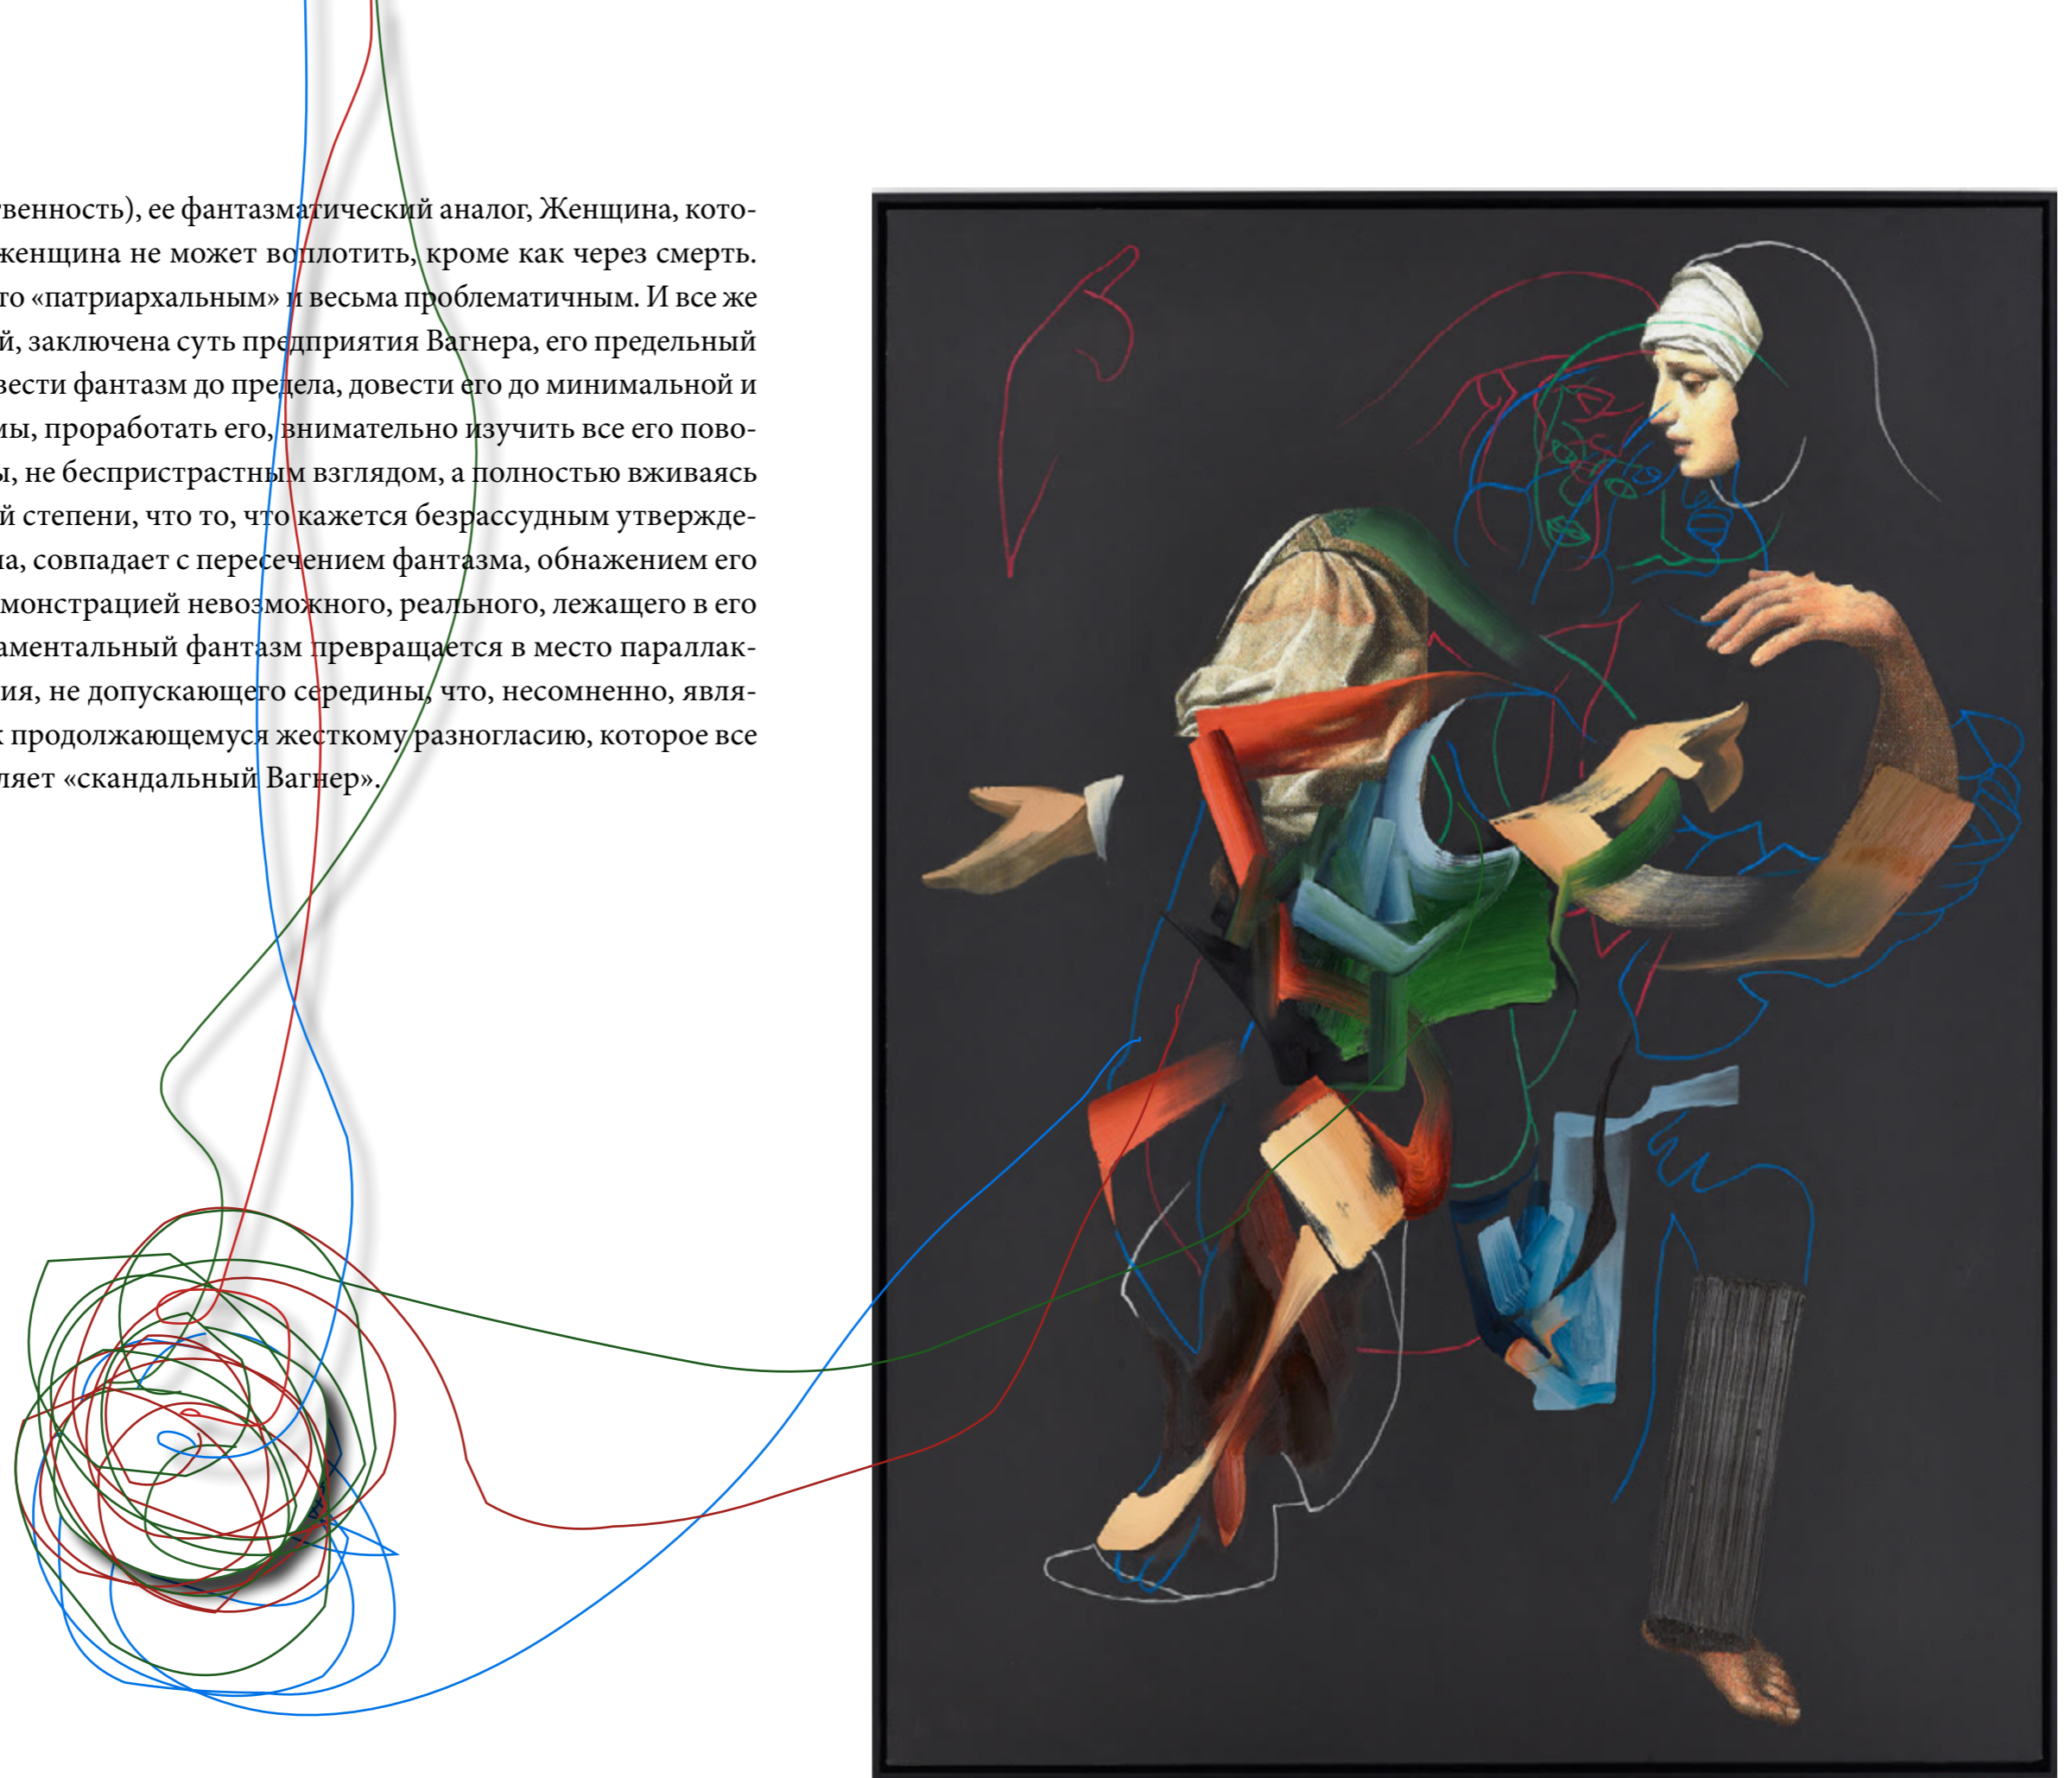 твенность), ее фантазматический аналог, Женщина, кото-
женщина не может воплотить, кроме как через смерть.
то «патриархальным» и весьма проблематичным. И все же
й, заключена суть предприятия Вагнера, его предельный
вести фантазм до предела, довести его до минимальной и
мы, проработать его, внимательно изучить все его пово-
ы, не беспристрастным взглядом, а полностью вживаясь
й степени, что то, что кажется безрассудным утвержде-
ла, совпадает с пересечением фантазма, обнажением его
монстрацией невозможного, реального, лежащего в его
аментальный фантазм превращается в место параллак-
ия, не допускающего середины, что, несомненно, явля-
к продолжающемуся жесткому разногласию, которое все
ляет «скандальный Вагнер».